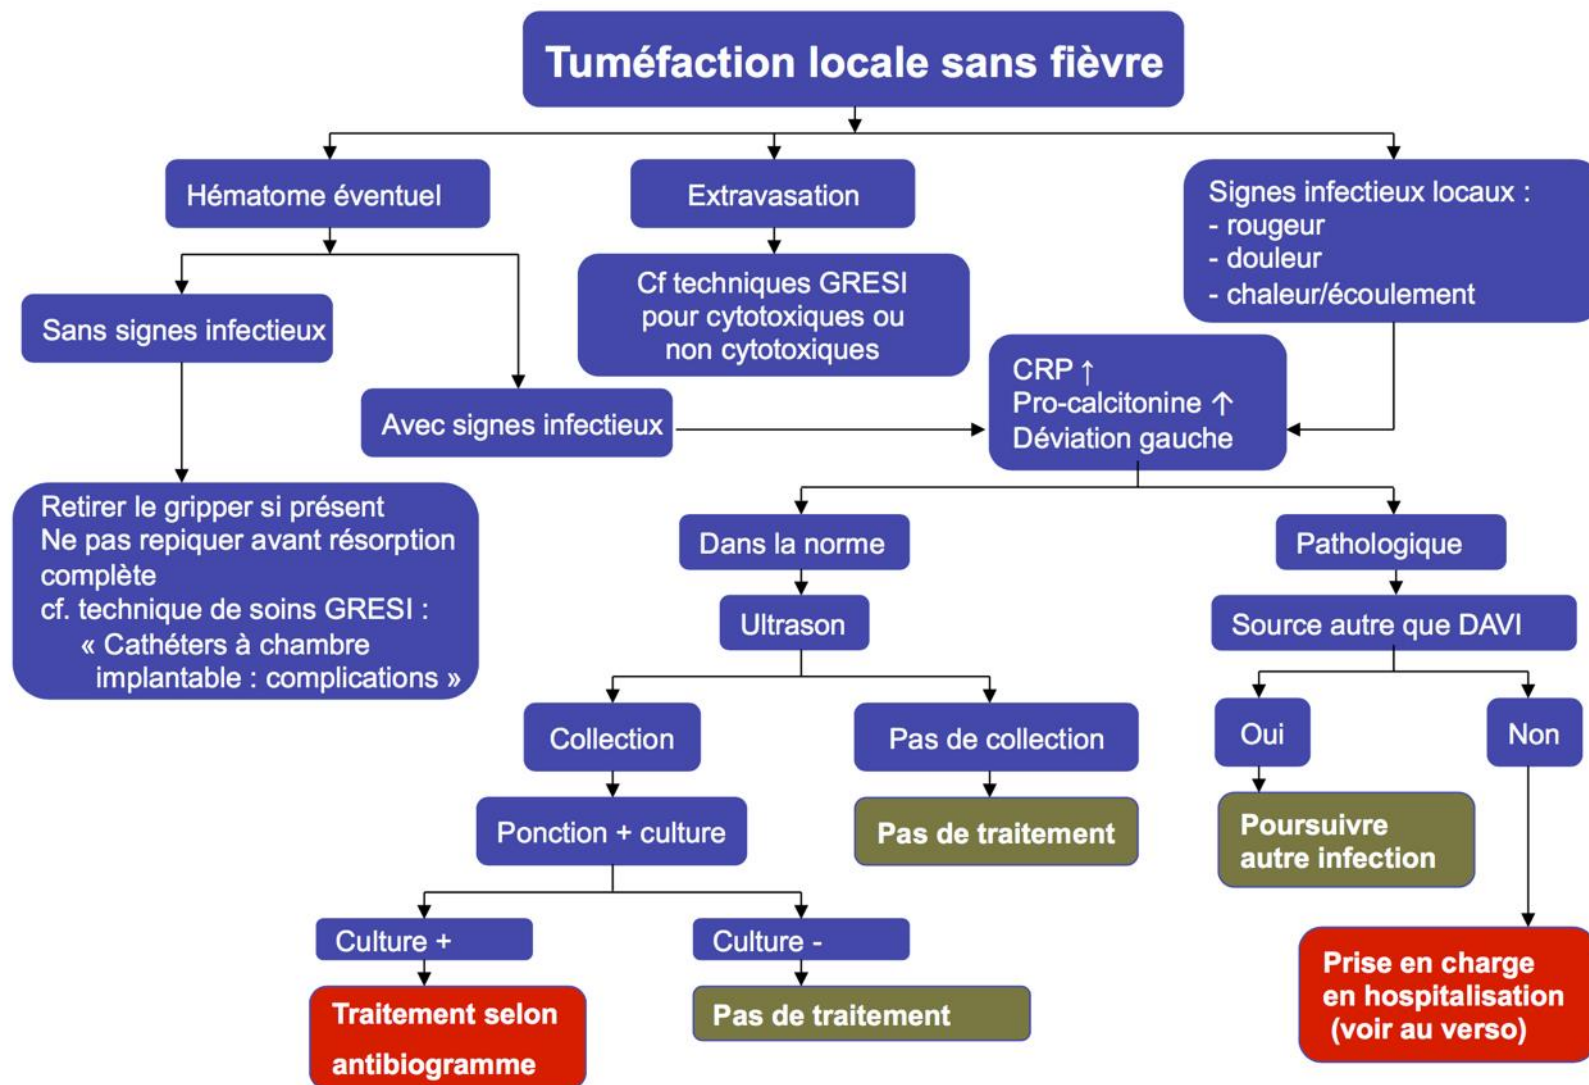 Tuméfaction locale sans fièvre
Hématome éventuel
Extravasation
Signes infectieux locaux :
- rougeur
- douleur
- chaleur/écoulement
Cf techniques GRESI
pour cytotoxiques ou
non cytotoxiques
Sans signes infectieux
Avec signes infectieux
CRP ↑
Pro-calcitonine ↑
Déviation gauche
Retirer le gripper si présent
Ne pas repiquer avant résorption
complète
cf. technique de soins GRESI :
« Cathéters à chambre
implantable : complications »
Dans la norme
Pathologique
Ultrason
Source autre que DAVI
Collection
Pas de collection
Oui
Non
Ponction + culture
Pas de traitement
Poursuivre
autre infection
Culture +
Culture -
Traitement selon
antibiogramme
Pas de traitement
Prise en charge
en hospitalisation
(voir au verso)